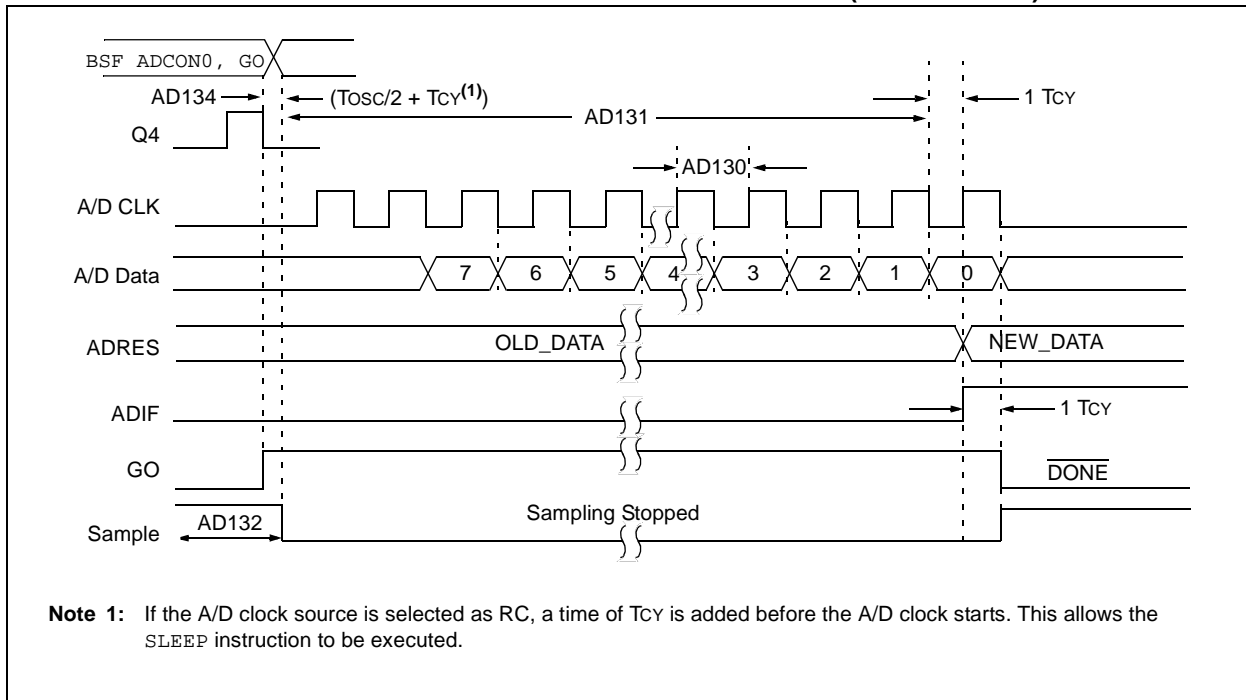 BSF ADCON0, GO
AD134
(TOSC/2 + TCY(1))
1 TCY
AD131
Q4
AD130
A/D CLK
A/D Data
7 6 5 4 3 2 1 0
ADRES
OLD_DATA
NEW_DATA
ADIF
1 TCY
GO
DONE
Sample
AD132
Sampling Stopped
Note 1: If the A/D clock source is selected as RC, a time of TCY is added before the A/D clock starts. This allows the
SLEEP instruction to be executed.